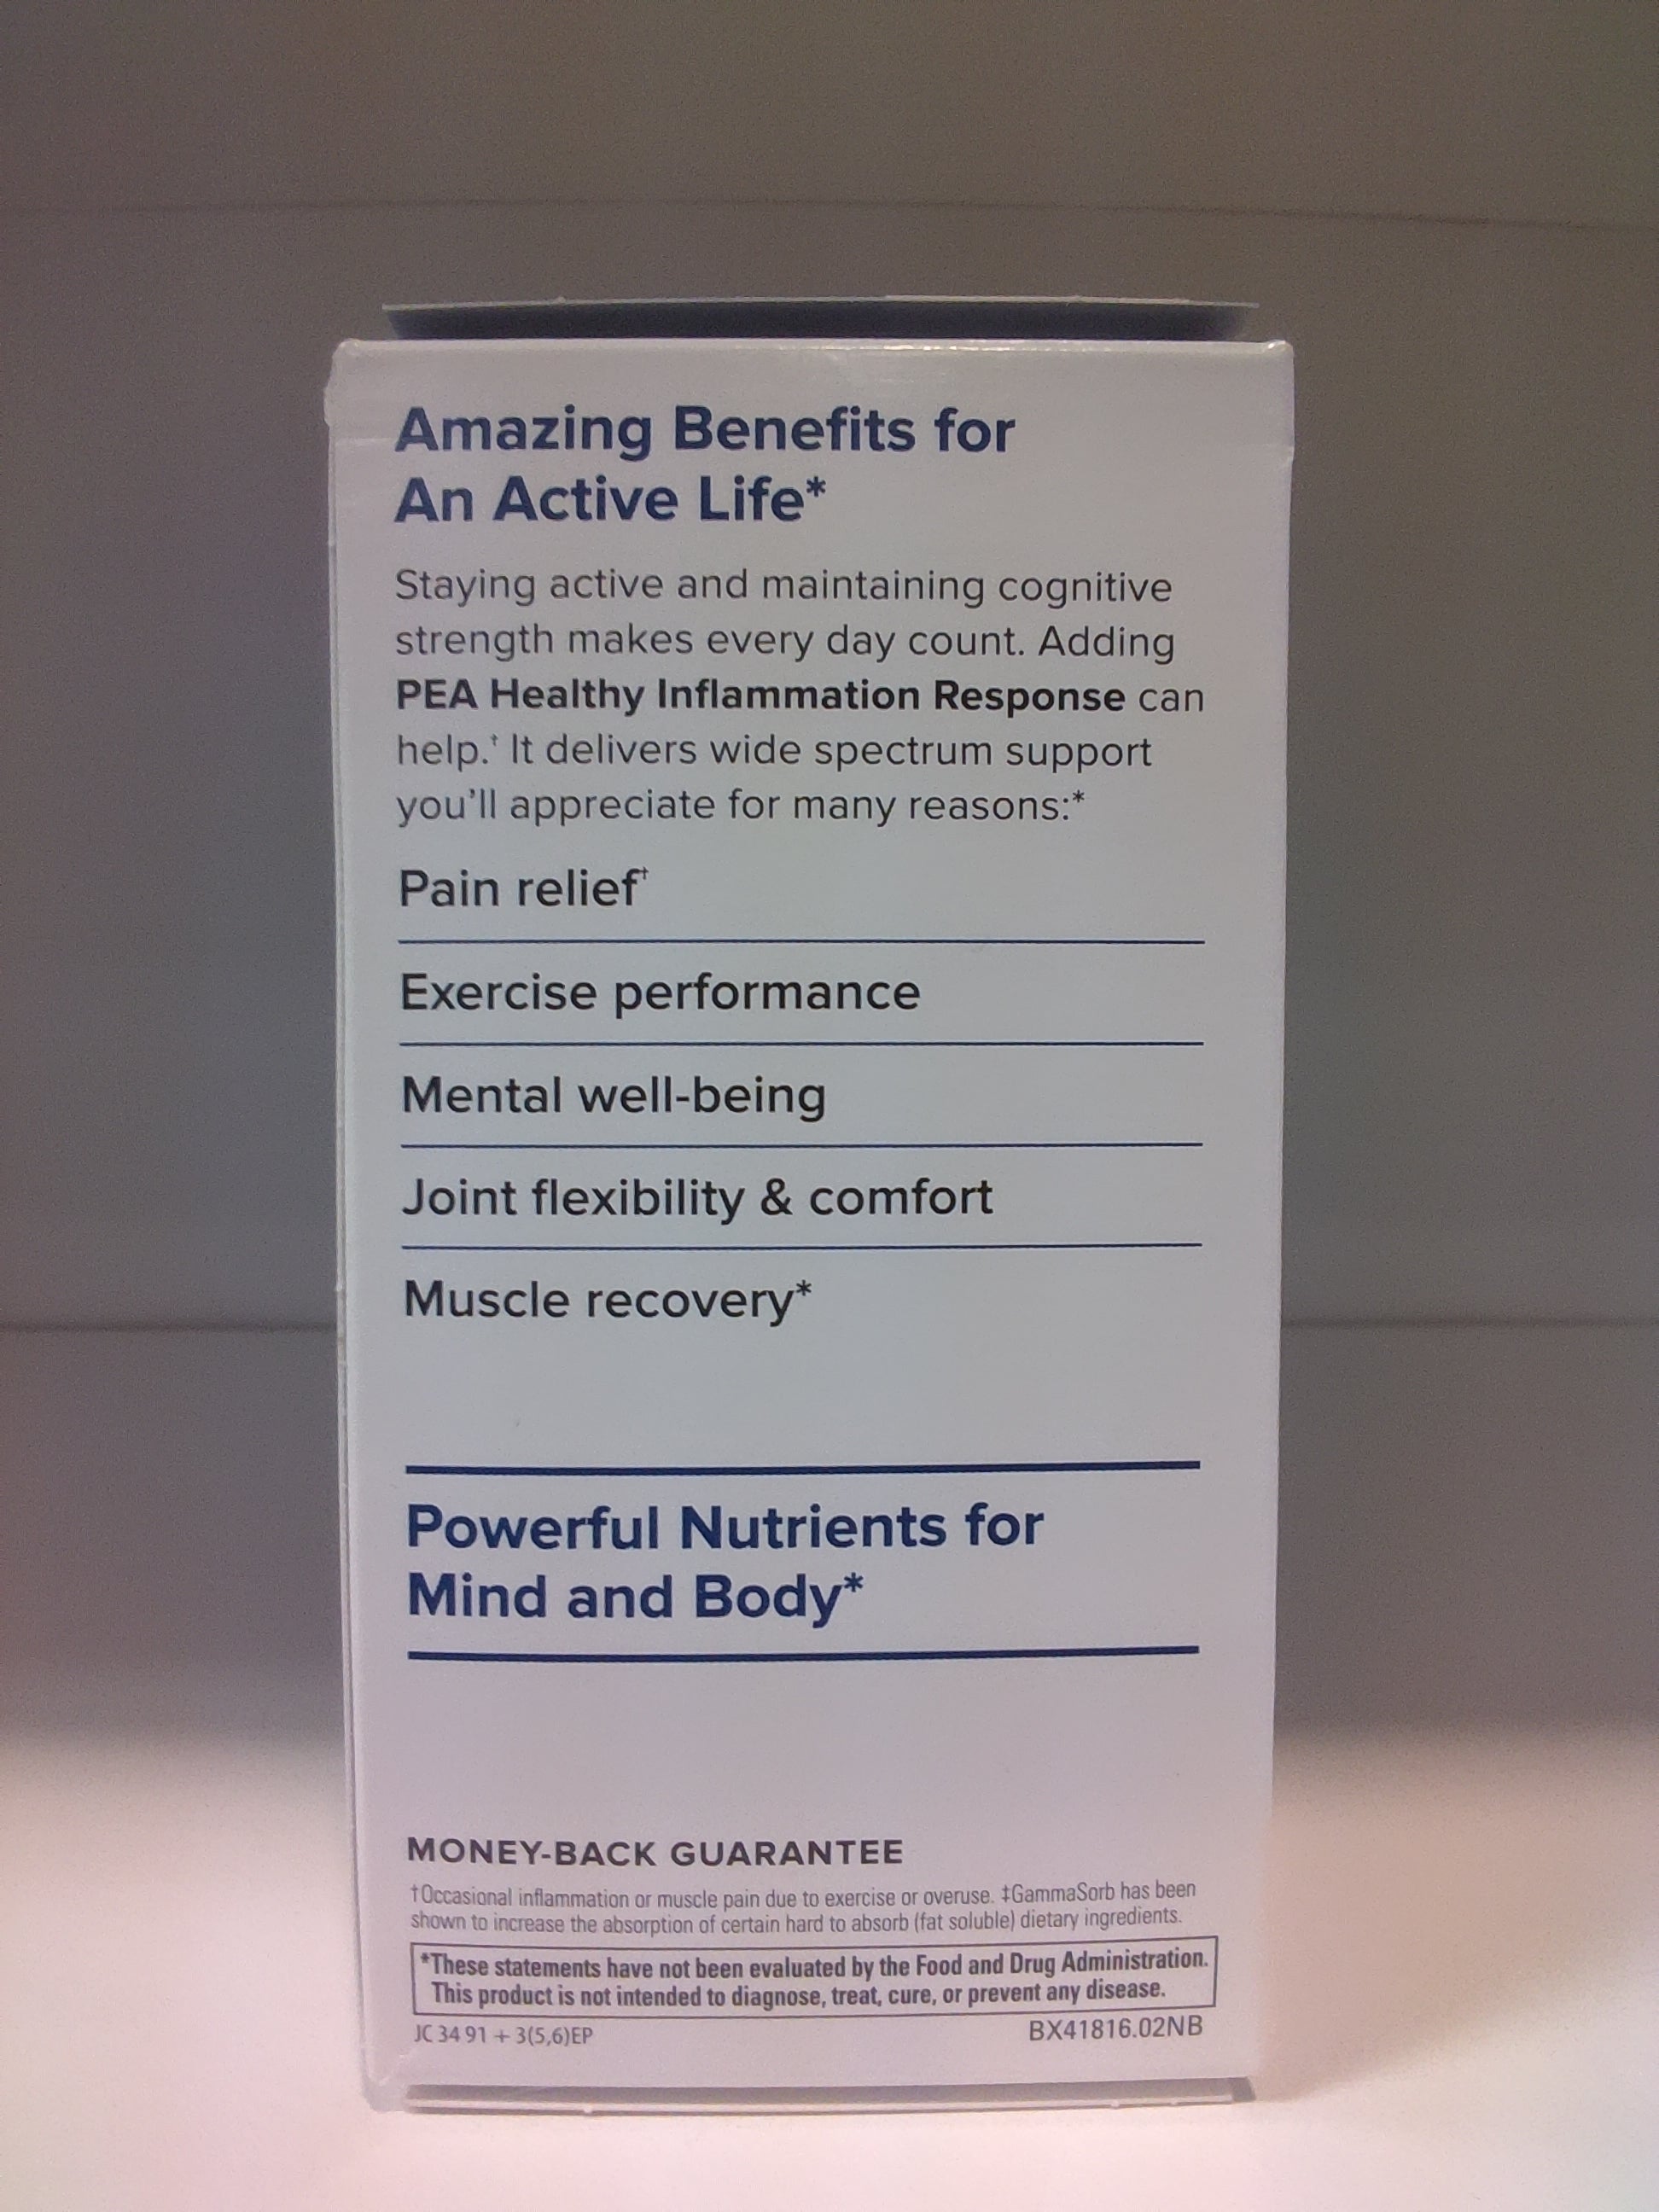 Amazing Benefits for
An Active Life*
Staying active and maintaining cognitive
strength makes every day count. Adding
PEA Healthy Inflammation Response can
help.† It delivers wide spectrum support
you'll appreciate for many reasons:*
Pain relief†
Exercise performance
Mental well-being
Joint flexibility & comfort
Muscle recovery*
Powerful Nutrients for
Mind and Body*
MONEY-BACK GUARANTEE
†Occasional inflammation or muscle pain due to exercise or overuse. ‡GammaSorb has been
shown to increase the absorption of certain hard to absorb (fat soluble) dietary ingredients.
*These statements have not been evaluated by the Food and Drug Administration.
This product is not intended to diagnose, treat, cure, or prevent any disease.
JC 34 91 + 3(5,6)EP
BX41816.02NB